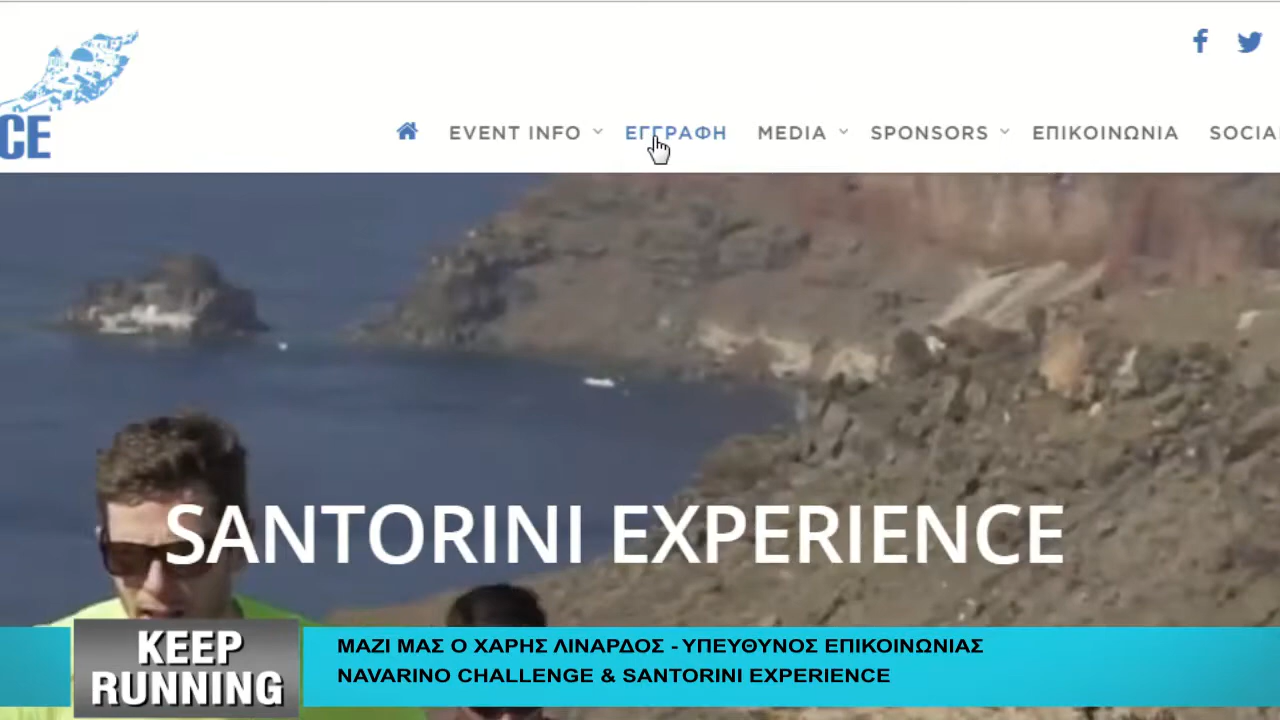 CE
EVENT INFO ΕΓΓΡΑΦΗ MEDIA SPONSORS ΕΠΙΚΟΙΝΩΝΙΑ SOCIA
SANTORINI EXPERIENCE
KEEP
RUNNING
ΜΑΖΙ ΜΑΣ Ο ΧΑΡΗΣ ΛΙΝΑΡΔΟΣ - ΥΠΕΥΘΥΝΟΣ ΕΠΙΚΟΙΝΩΝΙΑΣ
NAVARINO CHALLENGE & SANTORINI EXPERIENCE